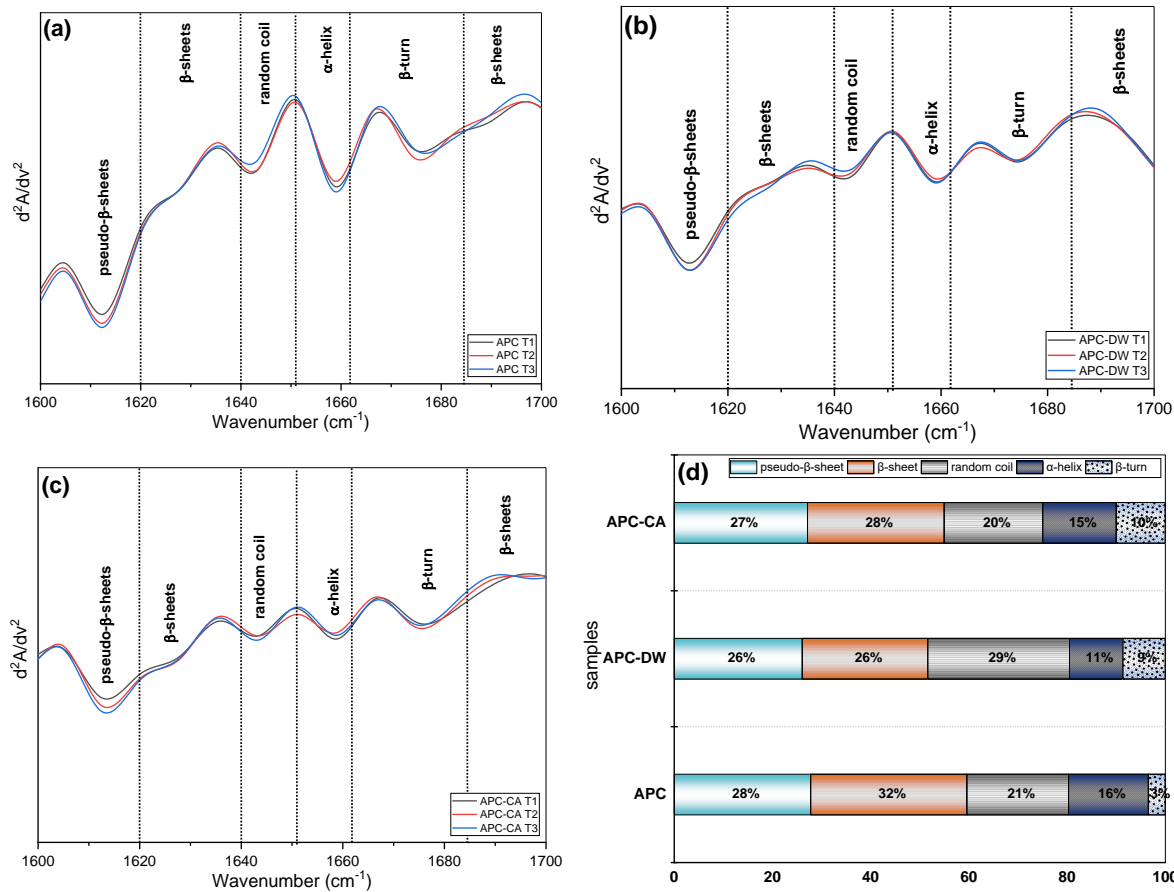 (a)
β-sheets
random coil
α-helix
β-turn
β-sheets
pseudo-β-sheets
d²A/dv²
APC T1
APC T2
APC T3
1600 1620 1640 1660 1680 1700
Wavenumber (cm⁻¹)
(b)
β-sheets
random coil
α-helix
β-turn
β-sheets
pseudo-β-sheets
d²A/dv²
APC-DW T1
APC-DW T2
APC-DW T3
1600 1620 1640 1660 1680 1700
Wavenumber (cm⁻¹)
(c)
β-sheets
random coil
α-helix
β-turn
β-sheets
pseudo-β-sheets
d²A/dv²
APC-CA T1
APC-CA T2
APC-CA T3
1600 1620 1640 1660 1680 1700
Wavenumber (cm⁻¹)
(d)
pseudo-β-sheet β-sheet random coil α-helix β-turn
APC-CA 27% 28% 20% 15% 10%
APC-DW 26% 26% 29% 11% 9%
samples
APC 28% 32% 21% 16% 3%
0 20 40 60 80 100